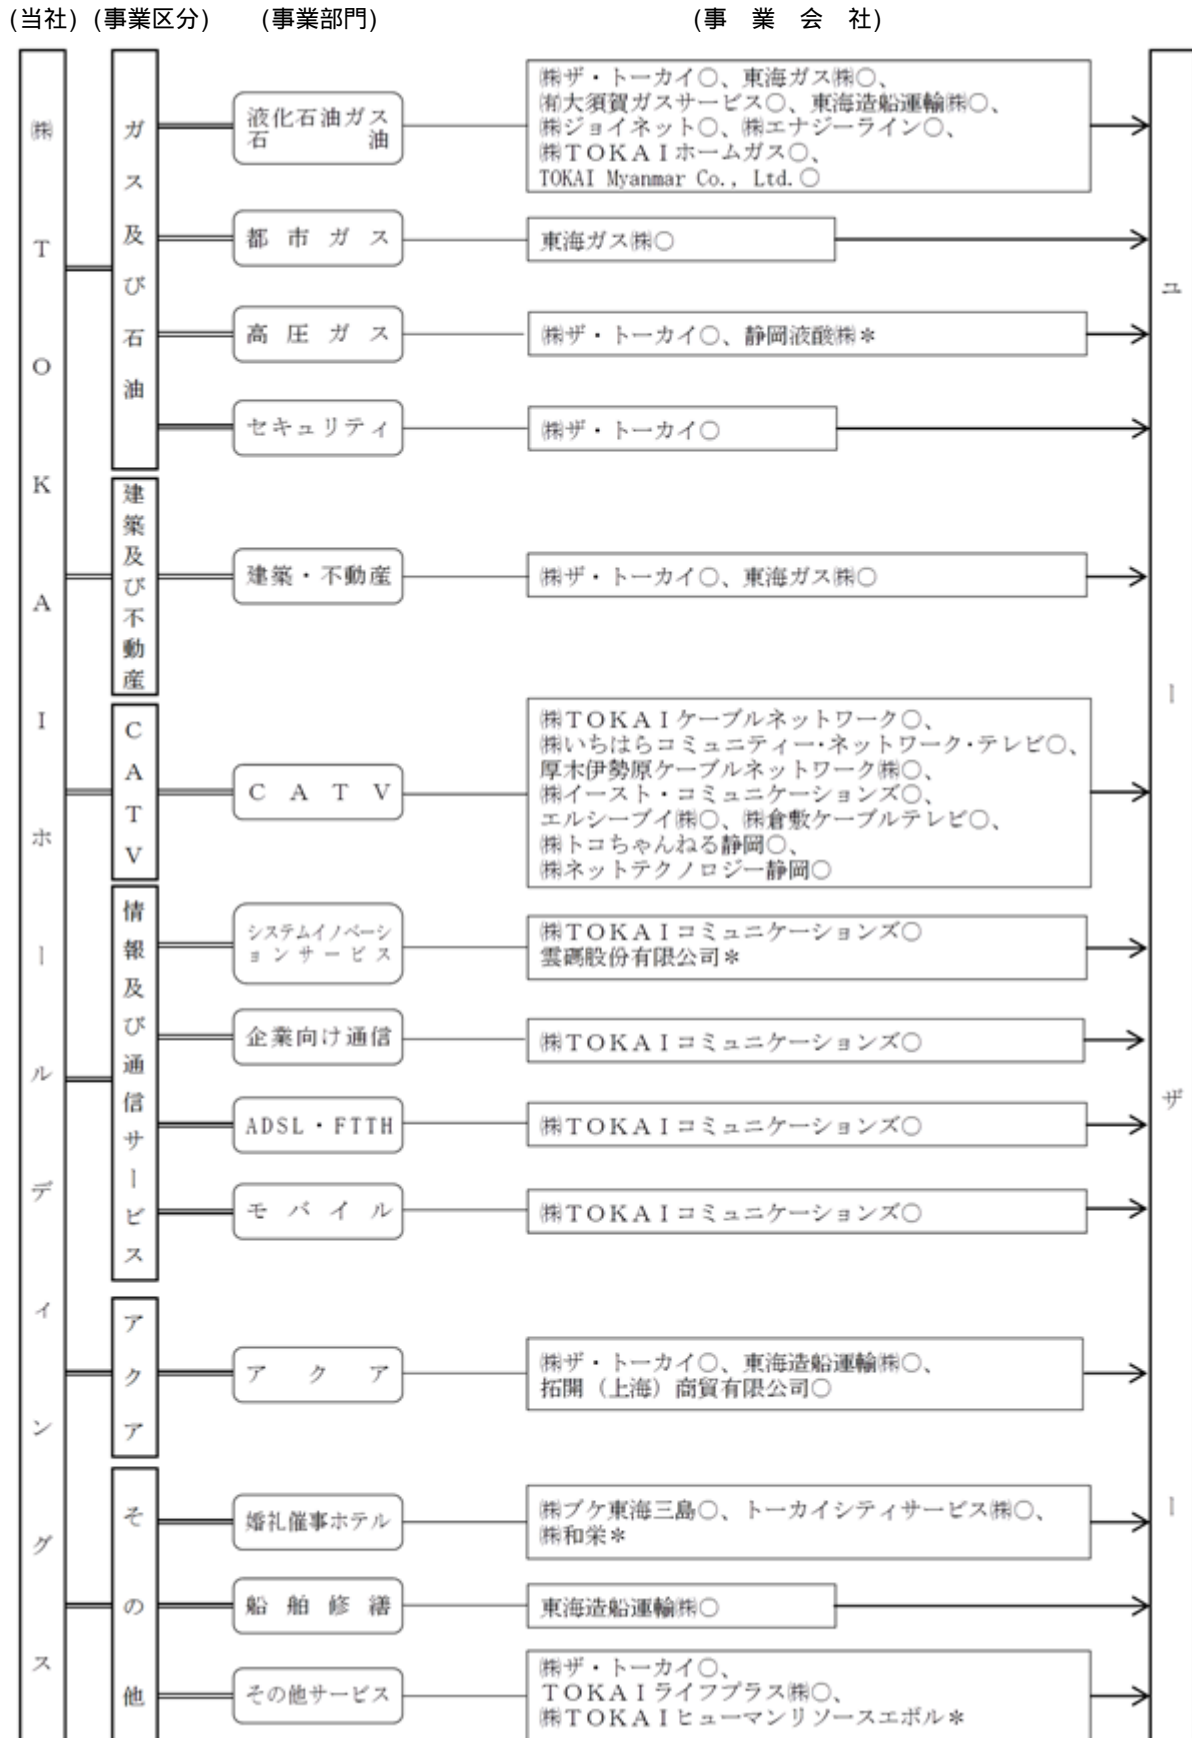 (当社) (事業区分) (事業部門) (事 業 会 社)
㈱TOKAIホールディングス
ガス及び石油
液化石油ガス
石油
㈱ザ・トーカイ○、東海ガス㈱○、
㈲大須賀ガスサービス○、東海造船運輸㈱○、
㈱ジョイネット○、㈱エナジーライン○、
㈱TOKAIホームガス○、
TOKAI Myanmar Co., Ltd.○
都市ガス
東海ガス㈱○
高圧ガス
㈱ザ・トーカイ○、静岡液酸㈱*
セキュリティ
㈱ザ・トーカイ○
建築及び不動産
建築・不動産
㈱ザ・トーカイ○、東海ガス㈱○
CATV
CATV
㈱TOKAIケーブルネットワーク○、
㈱いちはらコミュニティー・ネットワーク・テレビ○、
厚木伊勢原ケーブルネットワーク㈱○、
㈱イースト・コミュニケーションズ○、
エルシーブイ㈱○、㈱倉敷ケーブルテレビ○、
㈱トコちゃんねる静岡○、
㈱ネットテクノロジー静岡○
情報及び通信サービス
システムイノベーシ
ョンサービス
㈱TOKAIコミュニケーションズ○
雲碼股份有限公司*
企業向け通信
㈱TOKAIコミュニケーションズ○
ADSL・FTTH
㈱TOKAIコミュニケーションズ○
モバイル
㈱TOKAIコミュニケーションズ○
アクア
アクア
㈱ザ・トーカイ○、東海造船運輸㈱○、
拓開（上海）商貿有限公司○
その他
婚礼催事ホテル
㈱ブケ東海三島○、トーカイシティサービス㈱○、
㈱和栄*
船舶修繕
東海造船運輸㈱○
その他サービス
㈱ザ・トーカイ○、
TOKAIライフプラス㈱○、
㈱TOKAIヒューマンリソースエボル*
ユーザー